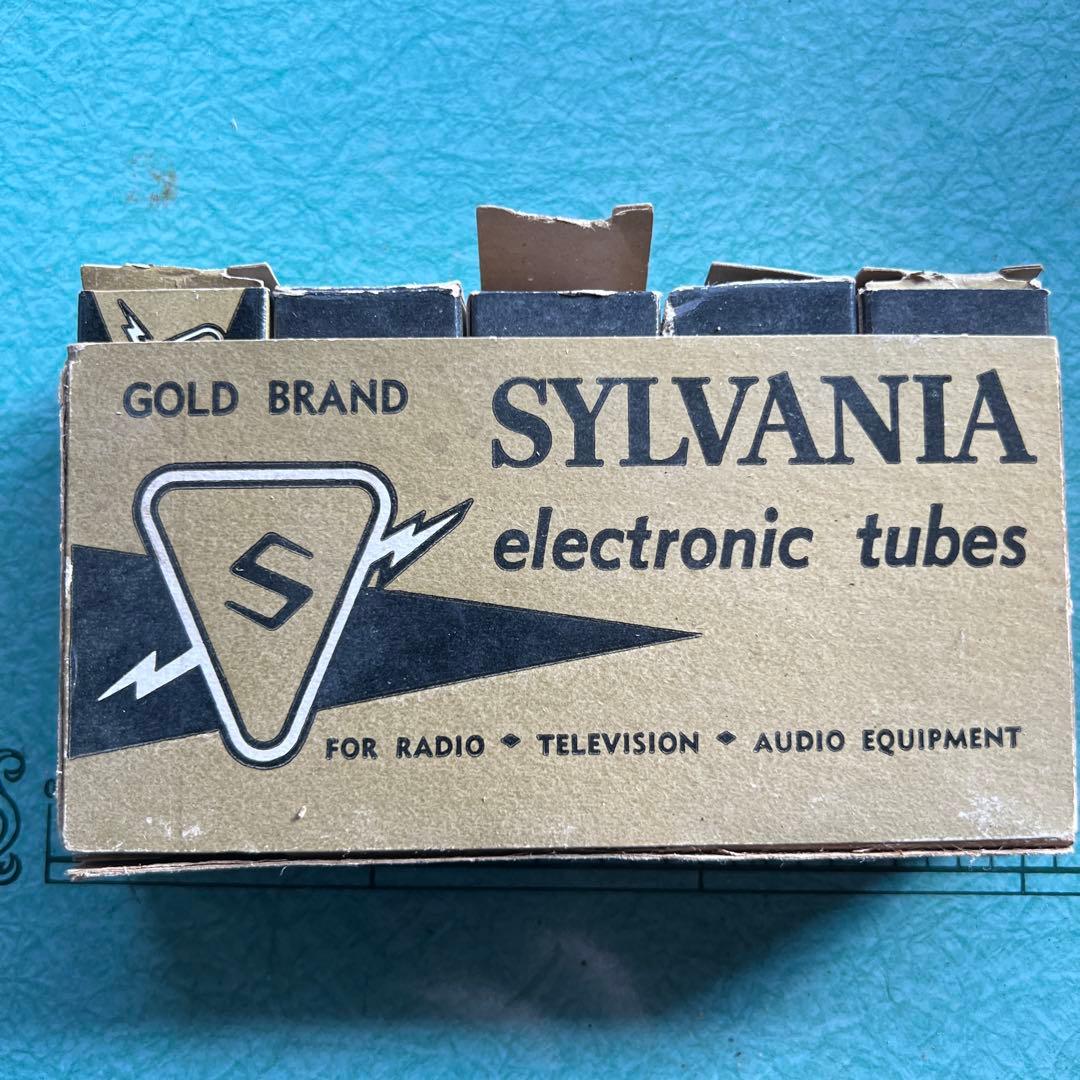 GOLD BRAND
SYLVANIA
electronic tubes
S
FOR RADIO • TELEVISION • AUDIO EQUIPMENT